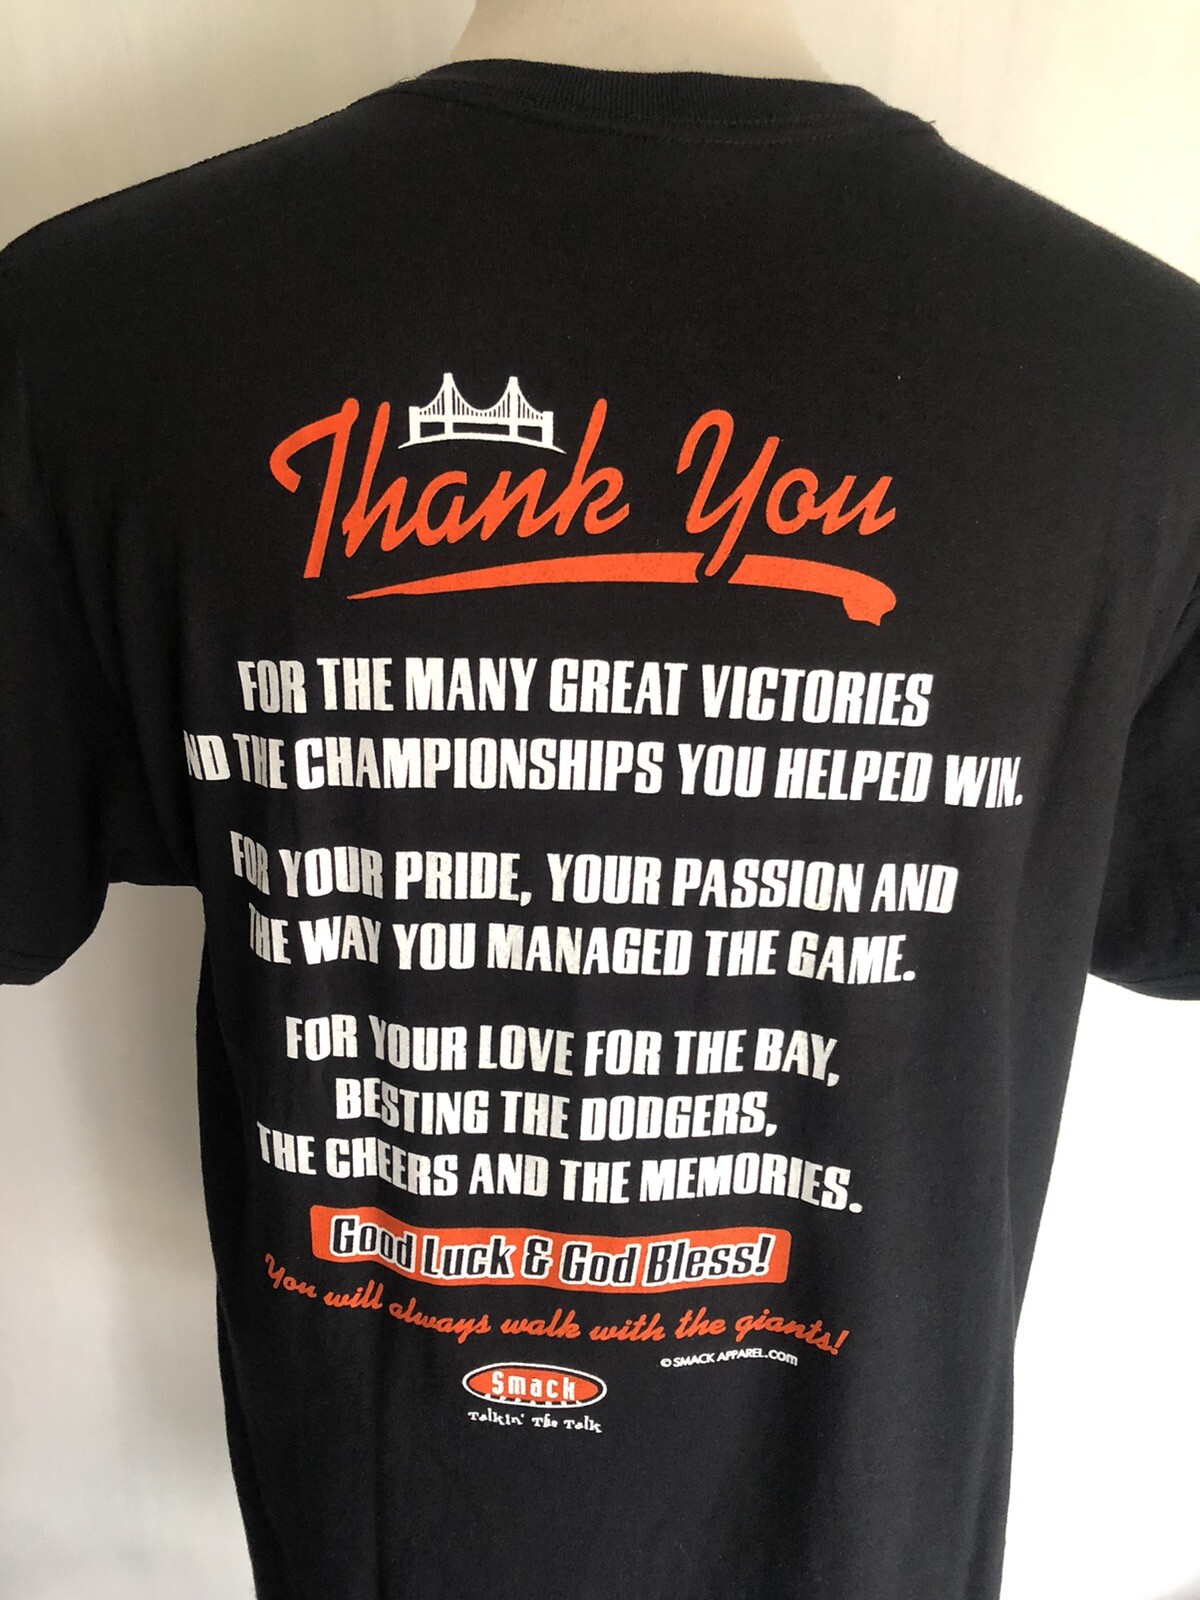 Thank You
FOR THE MANY GREAT VICTORIES
ND THE CHAMPIONSHIPS YOU HELPED WIN.
FOR YOUR PRIDE, YOUR PASSION AND
THE WAY YOU MANAGED THE GAME.
FOR YOUR LOVE FOR THE BAY,
BESTING THE DODGERS,
THE CHEERS AND THE MEMORIES.
Good Luck & God Bless!
You will always walk with the giants!
© SMACK APPAREL.com
Smack
Talkin' The Talk